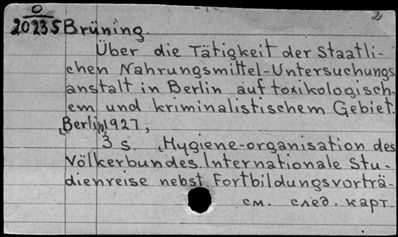 O 2
20235 Brüning.
Über die Tätigkeit der Staatli-
chen Nahrungsmittel-Untersuchungs
anstalt in Berlin auf toxikologisch-
em und kriminalistischem Gebiet.
Berlin, 1927,
3 s. Hygiene-organisation des
Völkerbundes Internationale Stu-
dienreise nebst Fortbildungsvorträ-
см. след. карт.